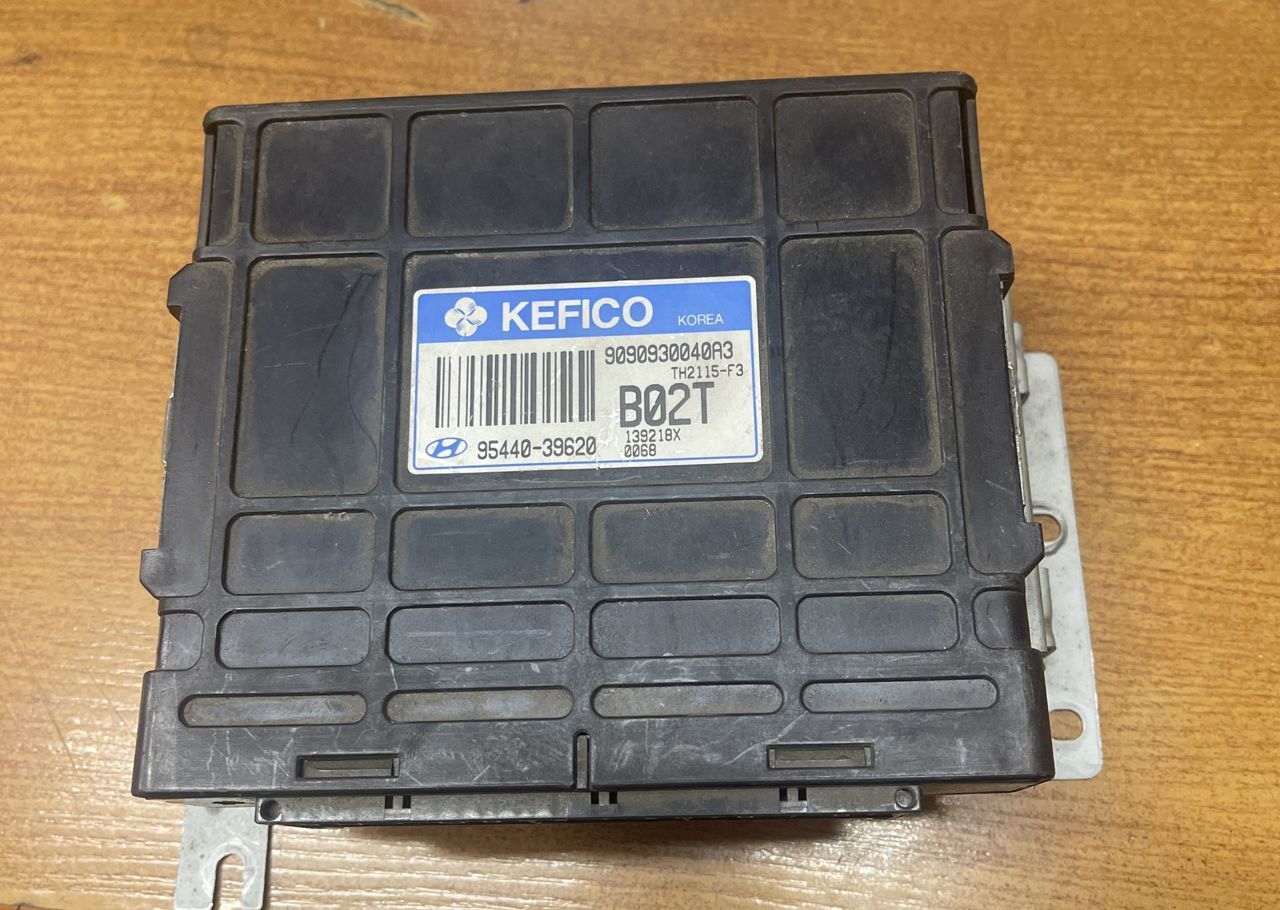 KEFICO KOREA
9090930040A3
TH2115-F3
B02T
139218X
95440-39620 0068